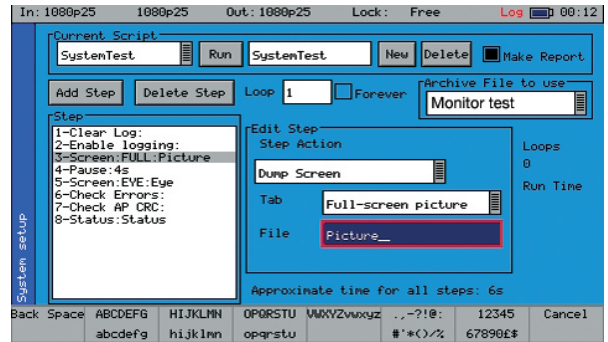 In: 1080p25 1080p25 Out: 1080p25 Lock: Free Log 00:12
Current Script
SystemTest Run SystemTest New Delete Make Report
Add Step Delete Step Loop 1 Forever Archive File to use
Monitor test
Step
1-Clear Log:
2-Enable logging:
3-Screen:FULL:Picture
4-Pause:4s
5-Screen:EYE:Eye
6-Check Errors:
7-Check AP CRC:
8-Status:Status
Edit Step
Step Action
Dump Screen
Tab Full-screen picture
File Picture_
Loops
0
Run Time
Approximate time for all steps: 6s
System setup
Back Space ABCDEFG HIJKLMN OPQRSTU VWXYZvwxyz .,-?!@: 12345 Cancel
abcdefg hijklmn opqrstu #'*()/% 67890£$